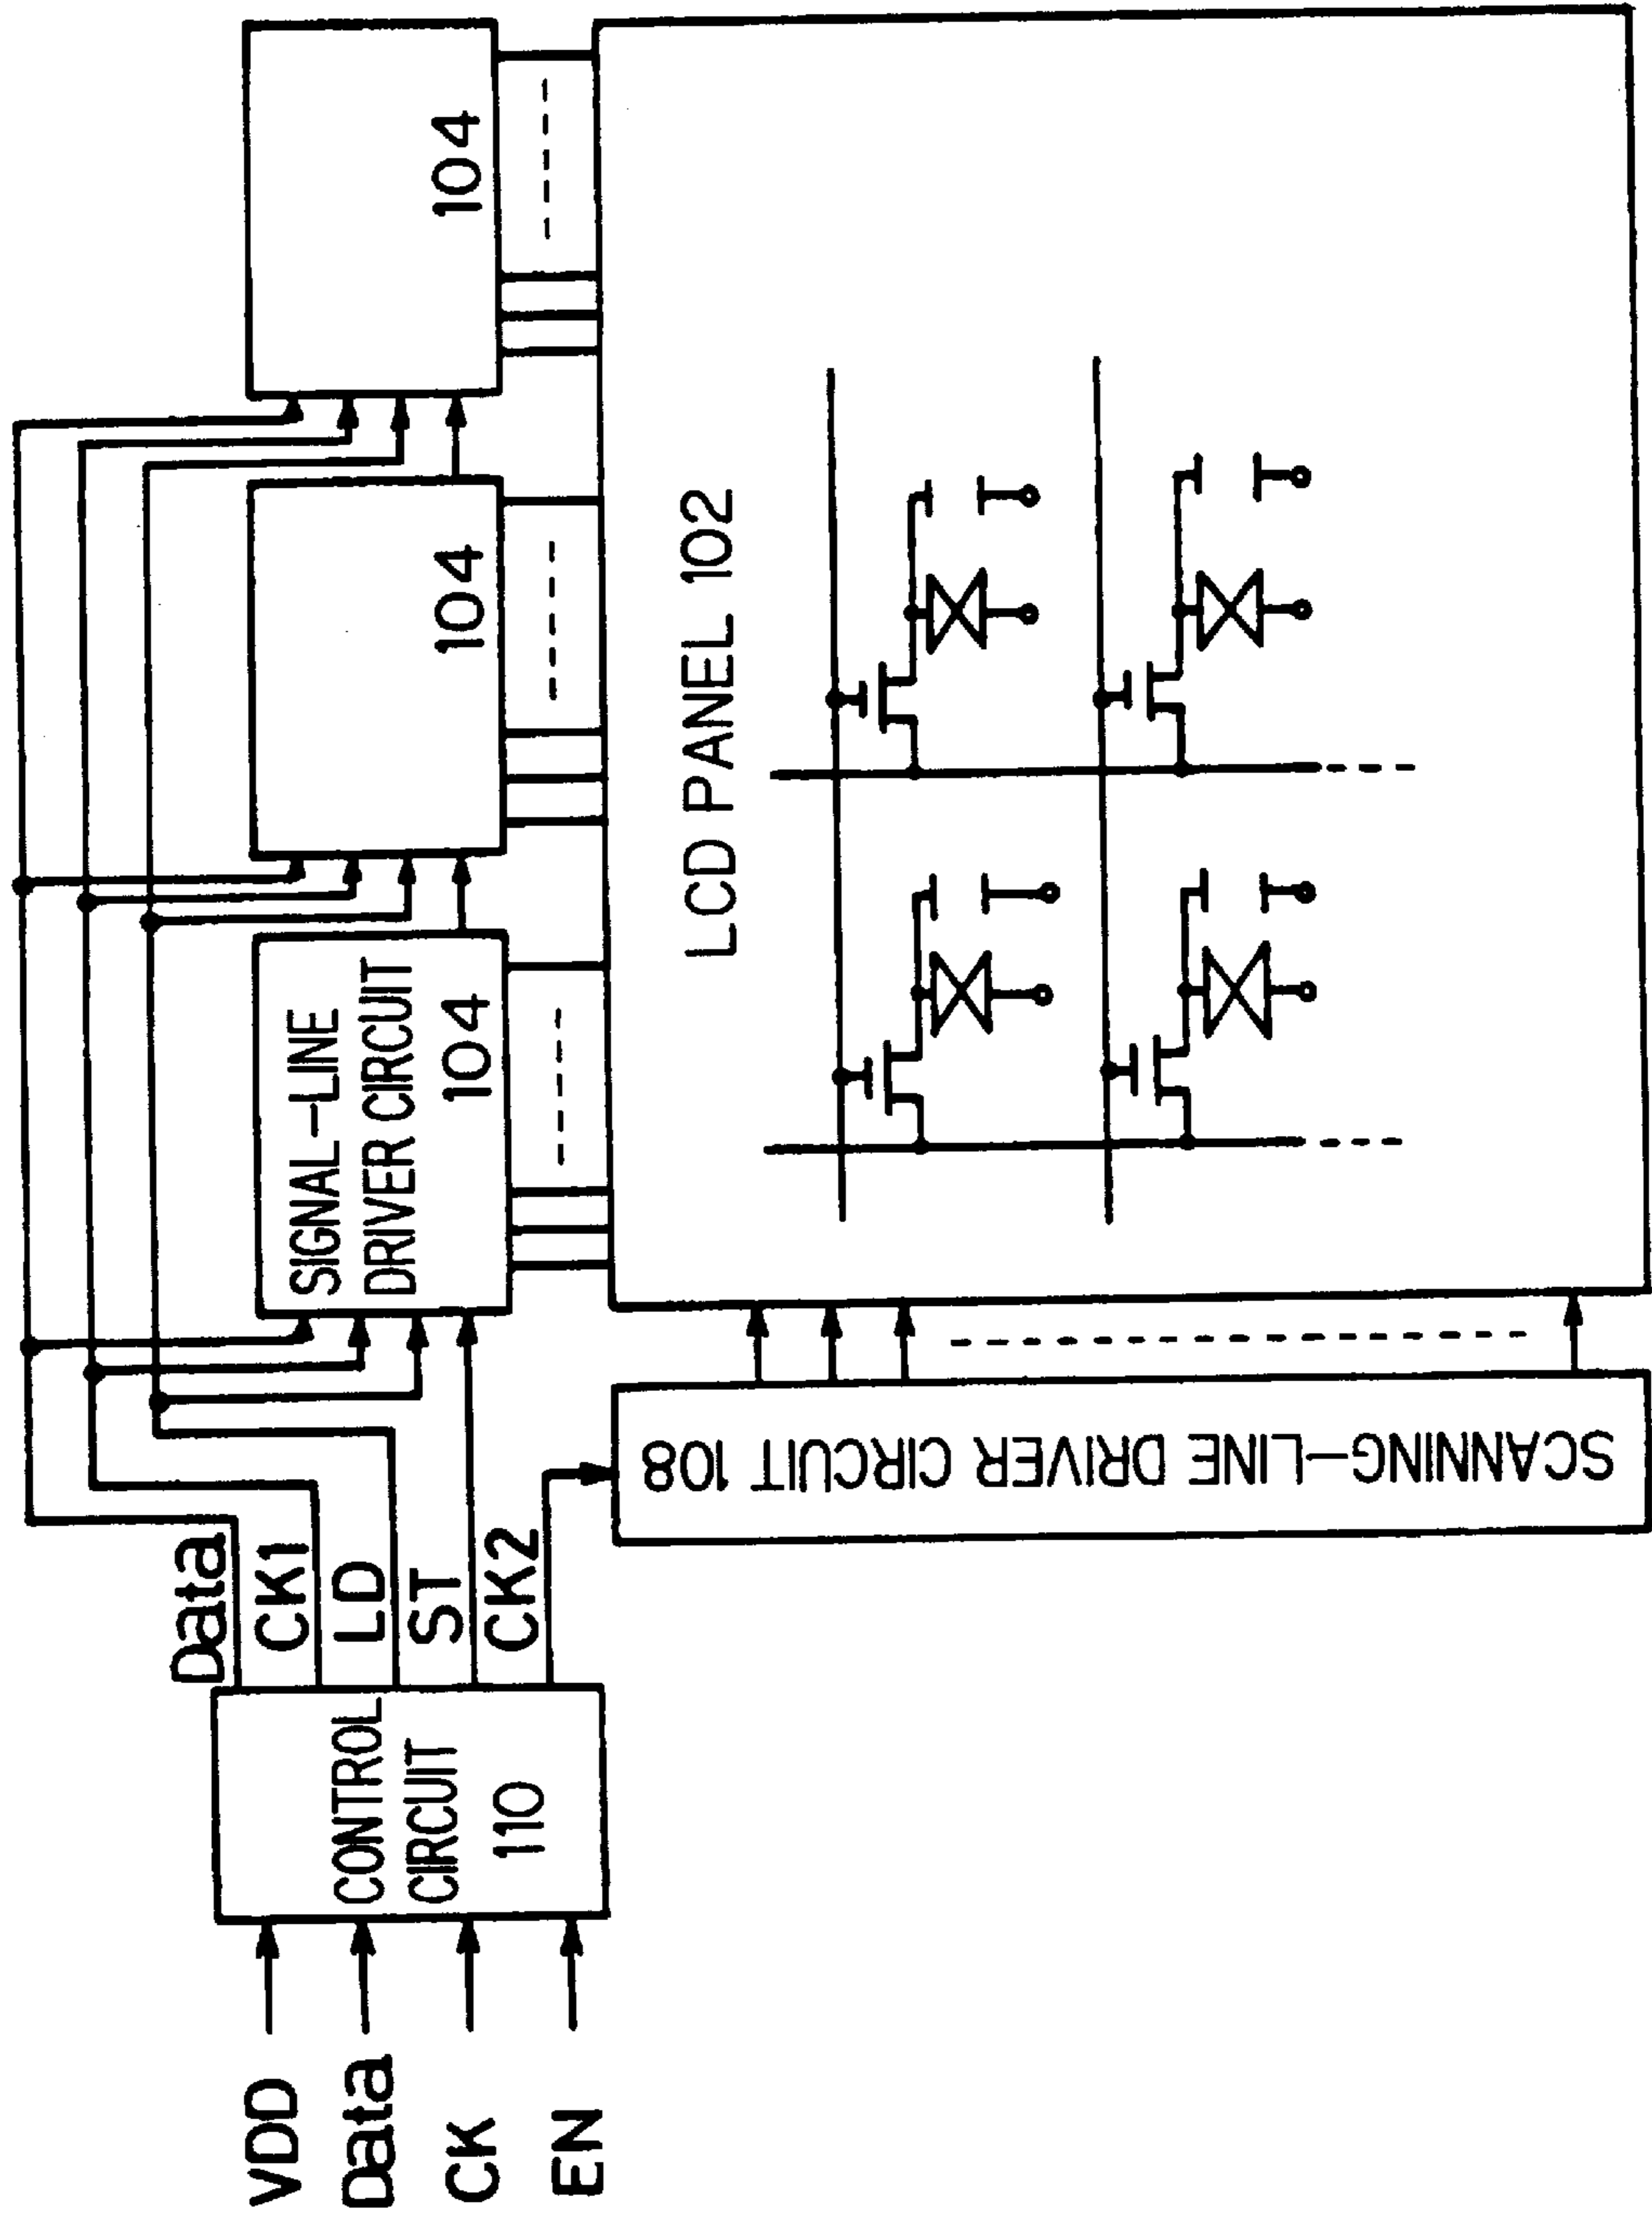 VDD
Data
CK
EN
CONTROL
CIRCUIT
110
Data
CK1
LD
ST
CK2
SIGNAL-LINE
DRIVER CIRCUIT
104
104
104
SCANNING-LINE DRIVER CIRCUIT 108
LCD PANEL 102